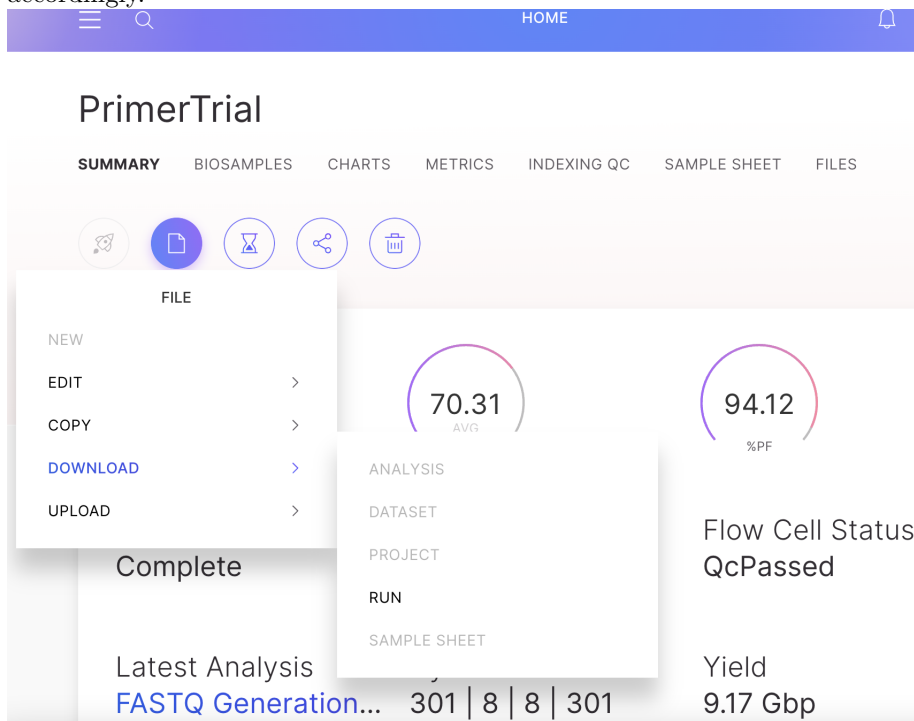 accordingly.
HOME
PrimerTrial
SUMMARY BIOSAMPLES CHARTS METRICS INDEXING QC SAMPLE SHEET FILES
FILE
NEW
EDIT
COPY
DOWNLOAD
UPLOAD
70.31
AVG
94.12
%PF
ANALYSIS
DATASET
PROJECT
RUN
SAMPLE SHEET
Complete
Flow Cell Status
QcPassed
Latest Analysis
FASTQ Generation...
301 | 8 | 8 | 301
Yield
9.17 Gbp